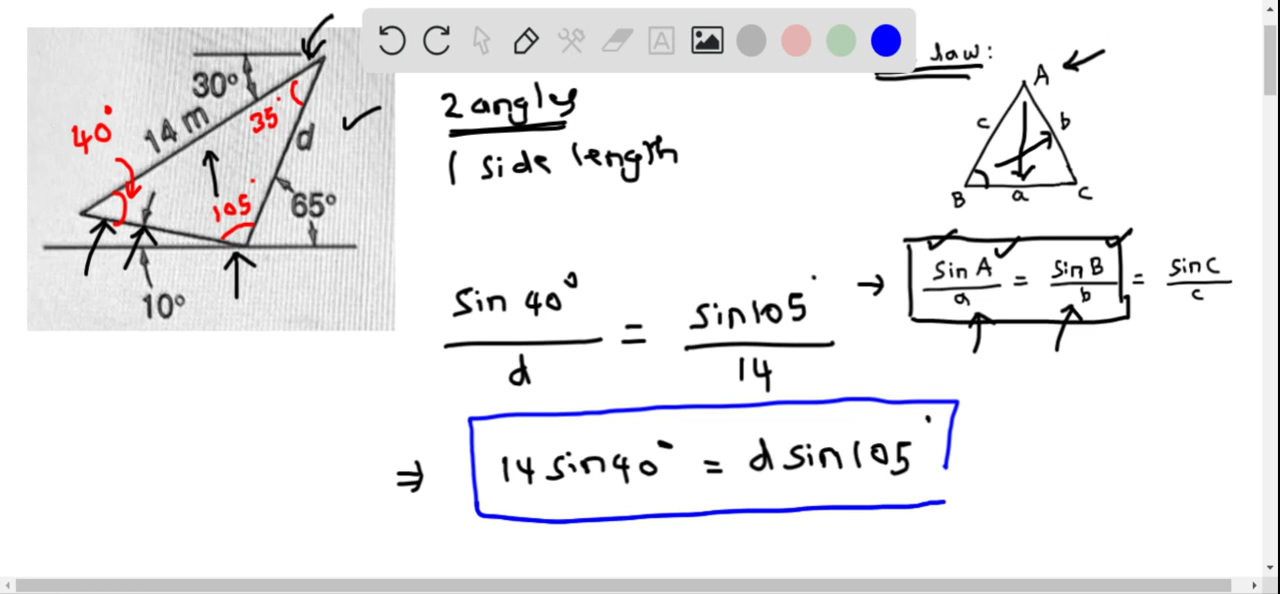 law:
30°
35°
40°
14 m
d
105°
65°
10°
2 angles
1 side length
A
c
b
B
a
C
sin A / a = sin B / b = sin C / c
sin 40° / d = sin 105° / 14
⇒ 14 sin 40° = d sin 105°